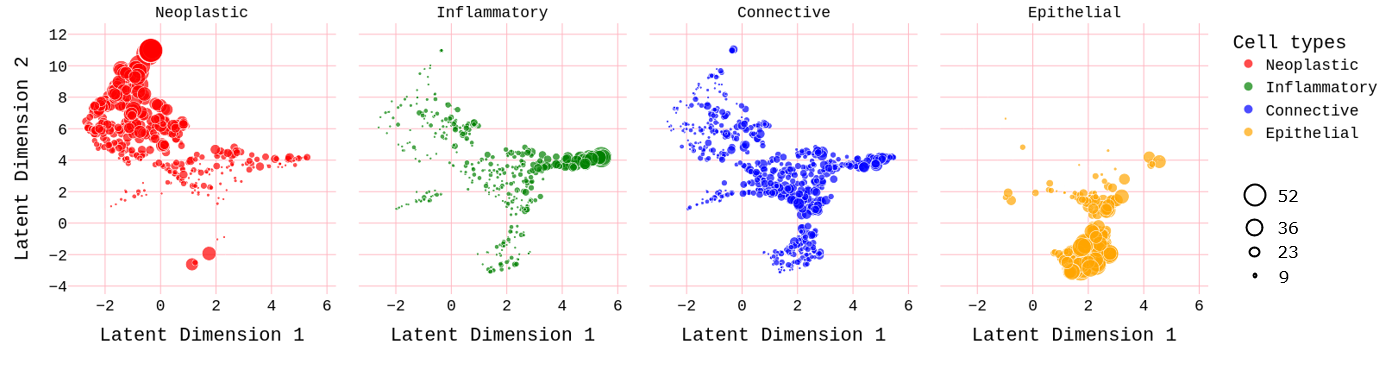 Neoplastic Inflammatory Connective Epithelial
Cell types
Neoplastic
Inflammatory
Connective
Epithelial
52
36
23
9
Latent Dimension 2
12
10
8
6
4
2
0
−2
−4
−2 0 2 4 6 −2 0 2 4 6 −2 0 2 4 6 −2 0 2 4 6
Latent Dimension 1 Latent Dimension 1 Latent Dimension 1 Latent Dimension 1